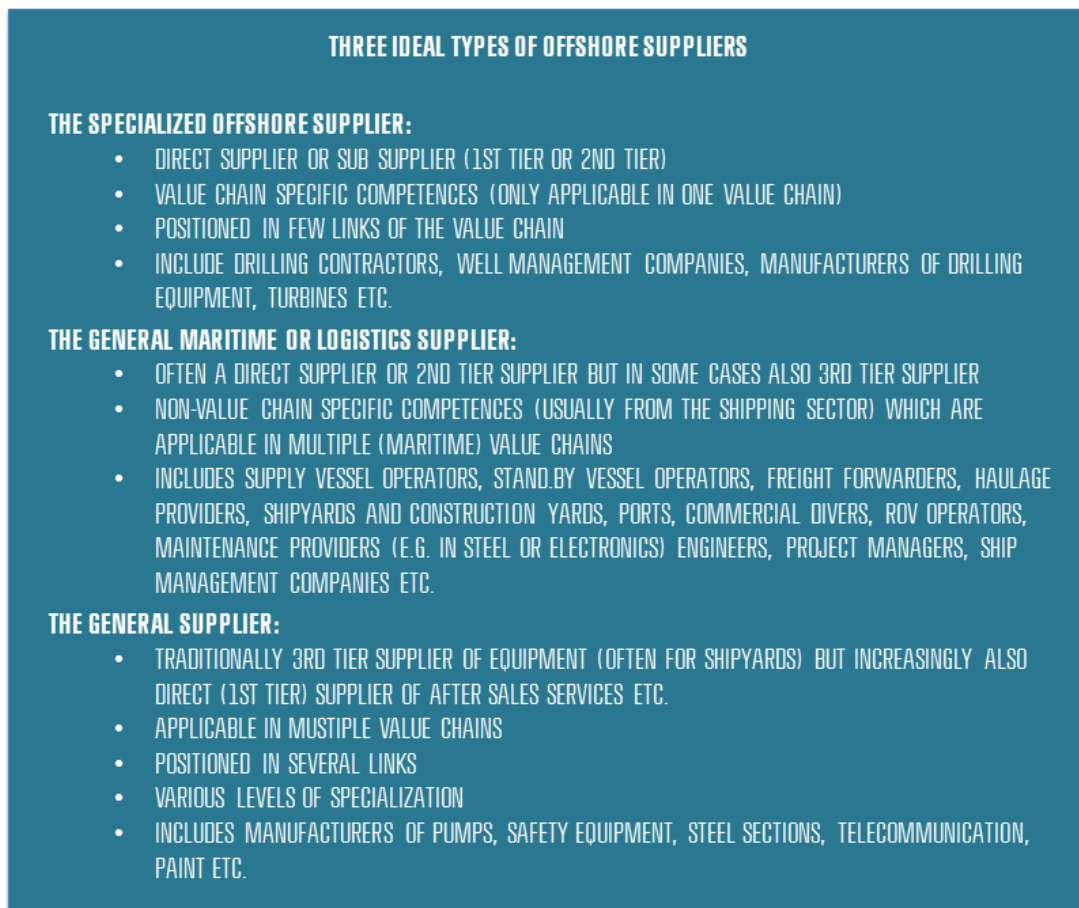 THREE IDEAL TYPES OF OFFSHORE SUPPLIERS
THE SPECIALIZED OFFSHORE SUPPLIER:
• DIRECT SUPPLIER OR SUB SUPPLIER (1ST TIER OR 2ND TIER)
• VALUE CHAIN SPECIFIC COMPETENCES (ONLY APPLICABLE IN ONE VALUE CHAIN)
• POSITIONED IN FEW LINKS OF THE VALUE CHAIN
• INCLUDE DRILLING CONTRACTORS, WELL MANAGEMENT COMPANIES, MANUFACTURERS OF DRILLING
EQUIPMENT, TURBINES ETC.
THE GENERAL MARITIME OR LOGISTICS SUPPLIER:
• OFTEN A DIRECT SUPPLIER OR 2ND TIER SUPPLIER BUT IN SOME CASES ALSO 3RD TIER SUPPLIER
• NON-VALUE CHAIN SPECIFIC COMPETENCES (USUALLY FROM THE SHIPPING SECTOR) WHICH ARE
APPLICABLE IN MULTIPLE (MARITIME) VALUE CHAINS
• INCLUDES SUPPLY VESSEL OPERATORS, STAND.BY VESSEL OPERATORS, FREIGHT FORWARDERS, HAULAGE
PROVIDERS, SHIPYARDS AND CONSTRUCTION YARDS, PORTS, COMMERCIAL DIVERS, ROV OPERATORS,
MAINTENANCE PROVIDERS (E.G. IN STEEL OR ELECTRONICS) ENGINEERS, PROJECT MANAGERS, SHIP
MANAGEMENT COMPANIES ETC.
THE GENERAL SUPPLIER:
• TRADITIONALLY 3RD TIER SUPPLIER OF EQUIPMENT (OFTEN FOR SHIPYARDS) BUT INCREASINGLY ALSO
DIRECT (1ST TIER) SUPPLIER OF AFTER SALES SERVICES ETC.
• APPLICABLE IN MUSTIPLE VALUE CHAINS
• POSITIONED IN SEVERAL LINKS
• VARIOUS LEVELS OF SPECIALIZATION
• INCLUDES MANUFACTURERS OF PUMPS, SAFETY EQUIPMENT, STEEL SECTIONS, TELECOMMUNICATION,
PAINT ETC.